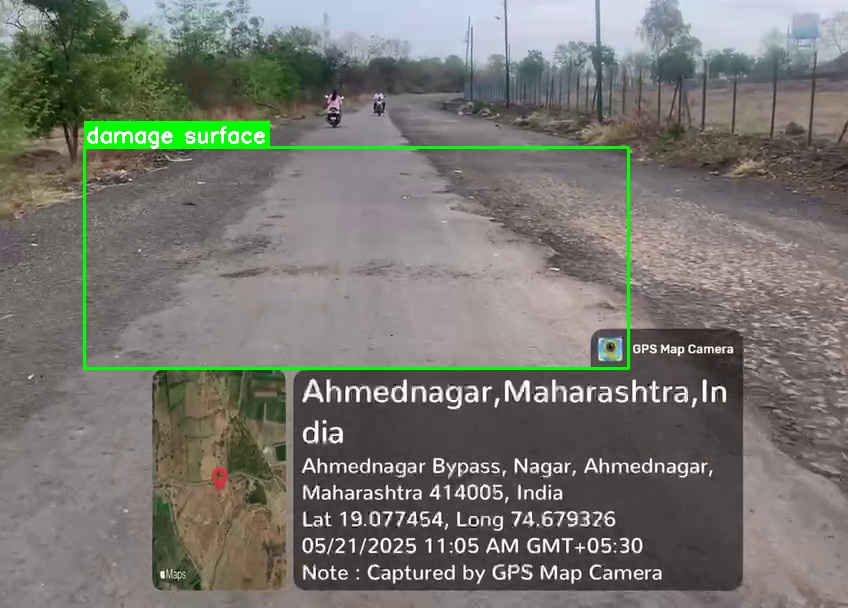 damage surface
GPS Map Camera
Ahmednagar,Maharashtra,In
dia
Ahmednagar Bypass, Nagar, Ahmednagar,
Maharashtra 414005, India
Lat 19.077454, Long 74.679326
05/21/2025 11:05 AM GMT+05:30
Note : Captured by GPS Map Camera
Maps